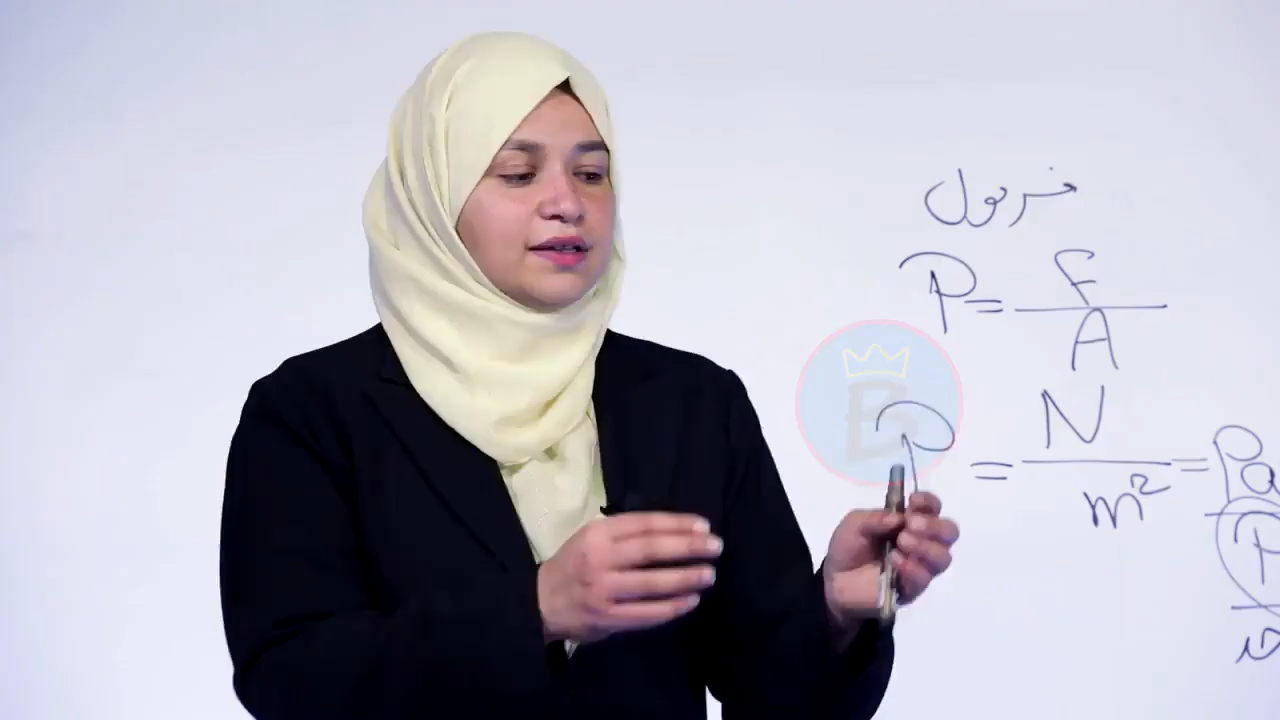 فرمول
P = F / A
P = N / m² = Pa
B